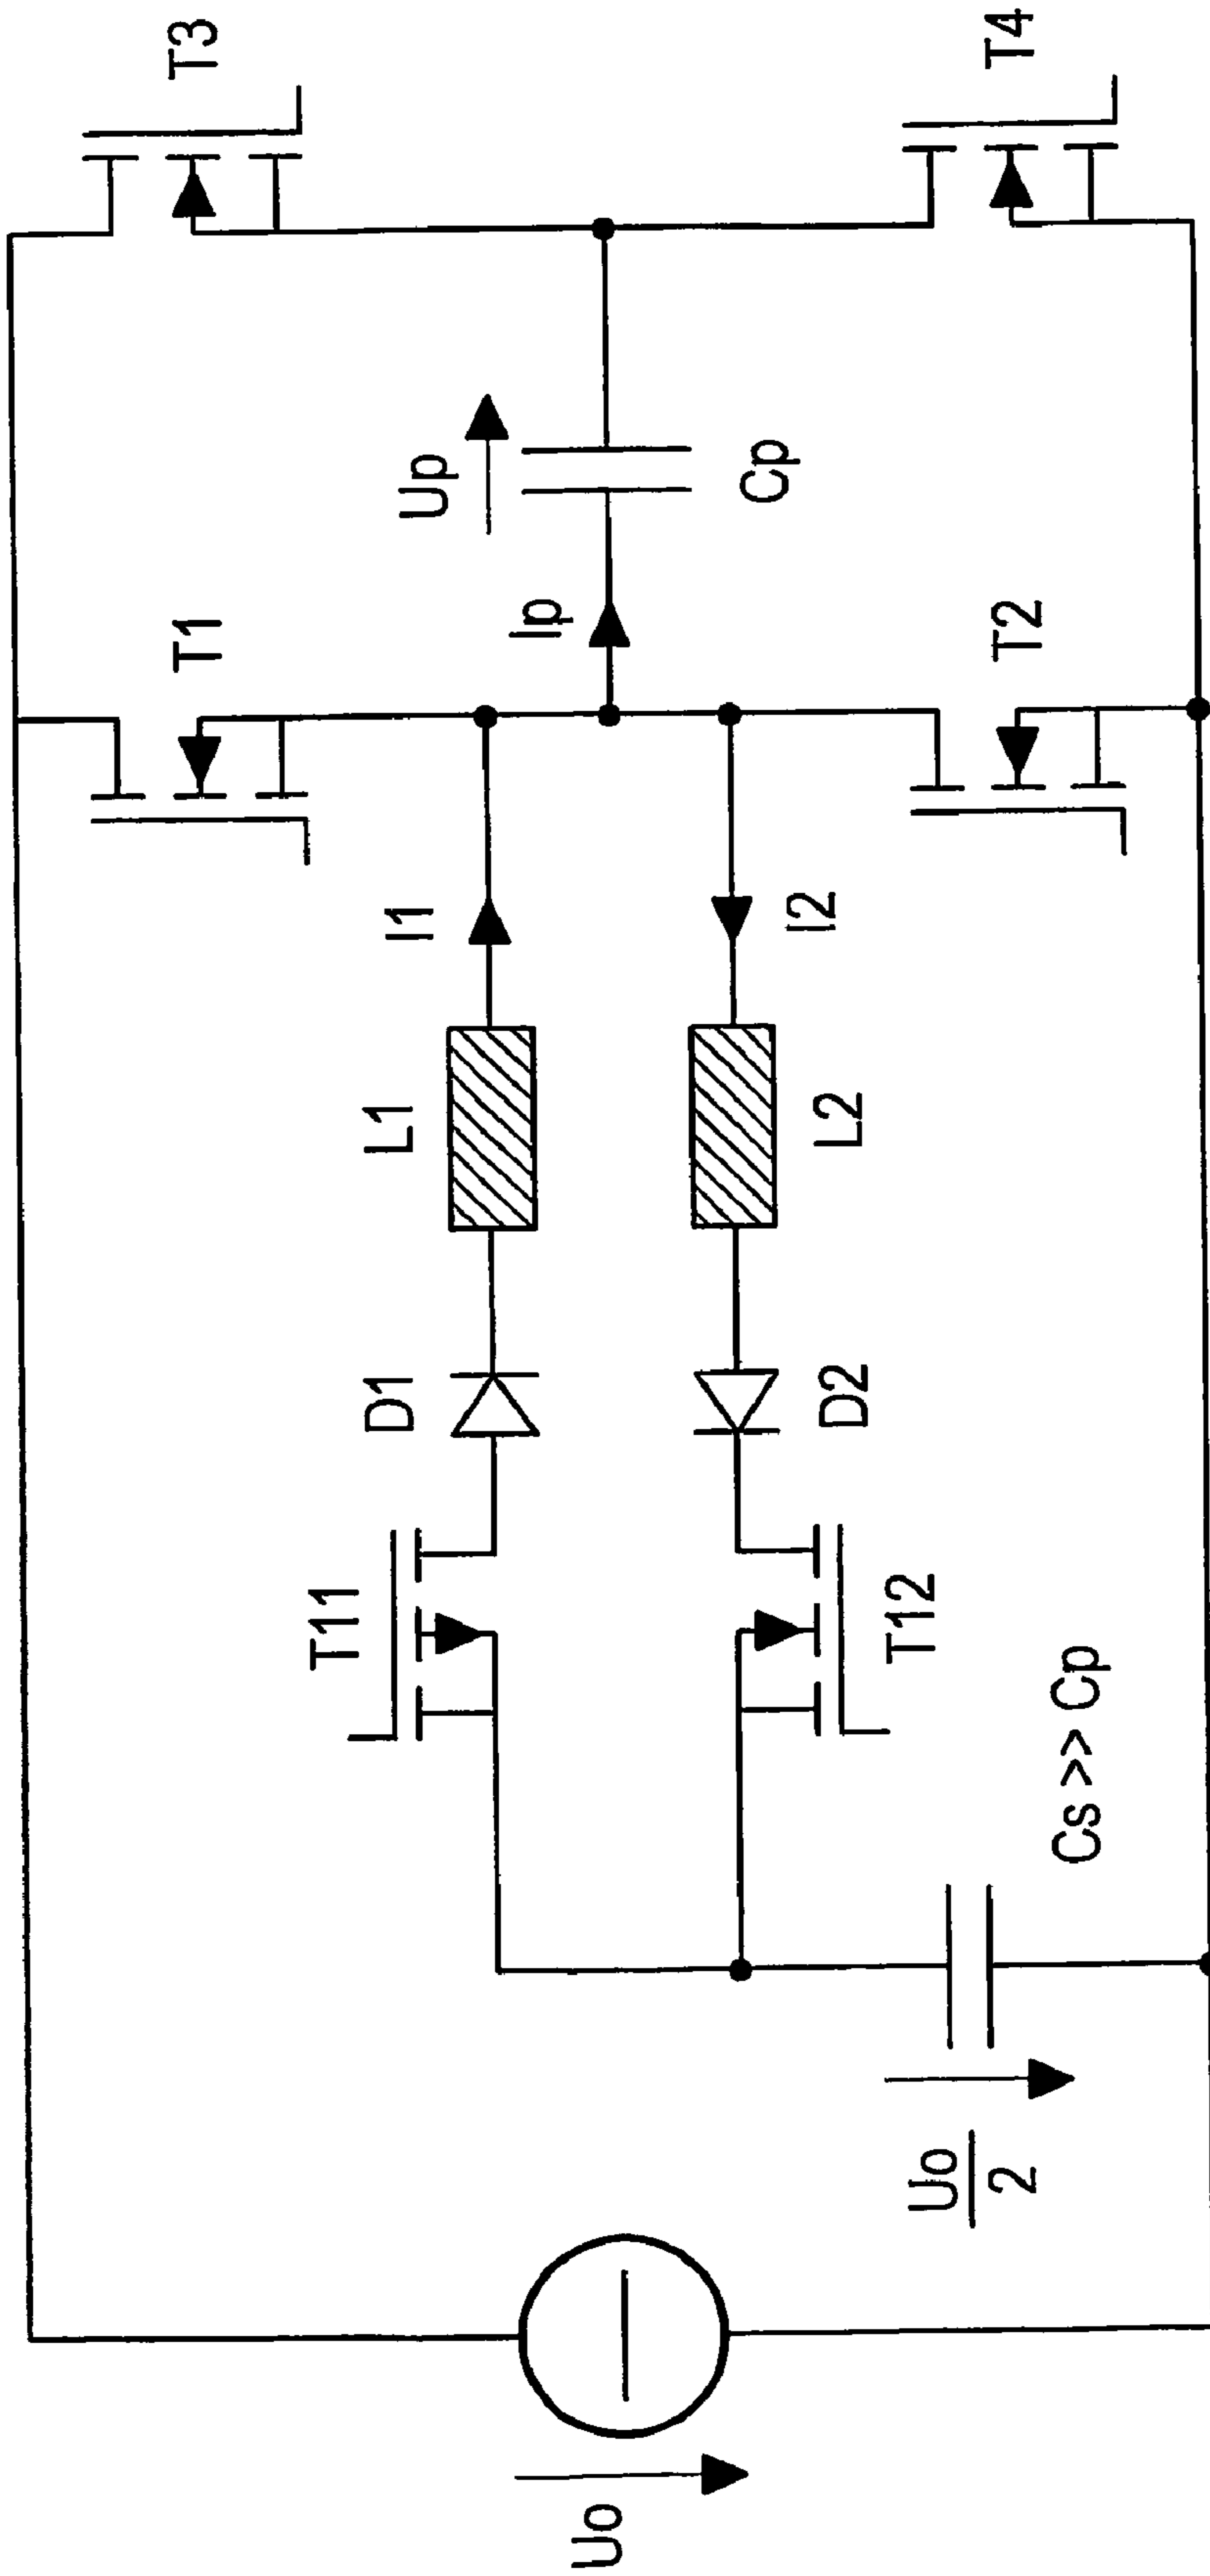 T1
T3
T11
D1
L1
I1
Up
Ip
Uo
Cp
D2
L2
I2
T12
Uo
2
T2
T4
Cs >> Cp